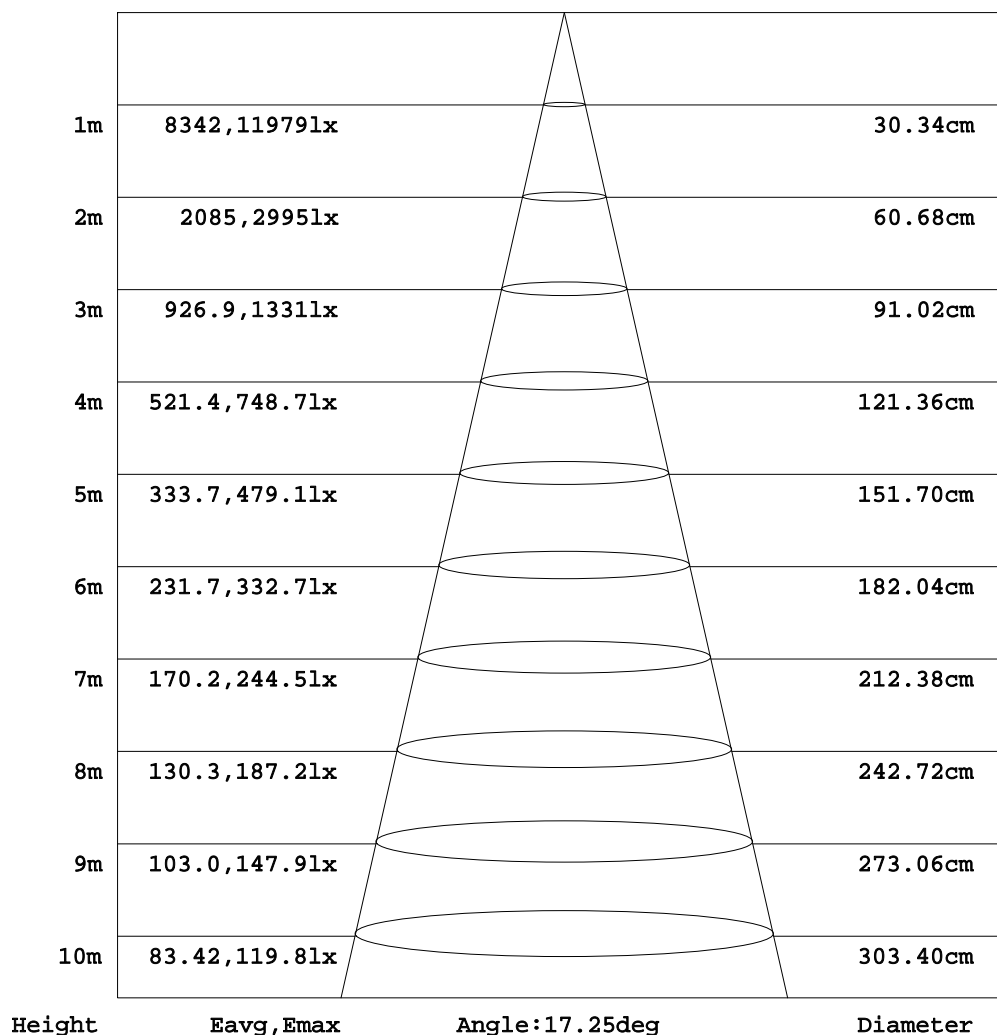 1m 8342,11979lx 30.34cm
2m 2085,2995lx 60.68cm
3m 926.9,1331lx 91.02cm
4m 521.4,748.7lx 121.36cm
5m 333.7,479.1lx 151.70cm
6m 231.7,332.7lx 182.04cm
7m 170.2,244.5lx 212.38cm
8m 130.3,187.2lx 242.72cm
9m 103.0,147.9lx 273.06cm
10m 83.42,119.8lx 303.40cm
Height Eavg,Emax Angle:17.25deg Diameter